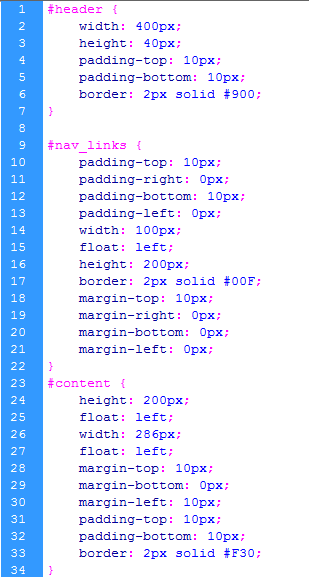 1 #header {
2     width: 400px;
3     height: 40px;
4     padding-top: 10px;
5     padding-bottom: 10px;
6     border: 2px solid #900;
7 }
8
9 #nav_links {
10     padding-top: 10px;
11     padding-right: 0px;
12     padding-bottom: 10px;
13     padding-left: 0px;
14     width: 100px;
15     float: left;
16     height: 200px;
17     border: 2px solid #00F;
18     margin-top: 10px;
19     margin-right: 0px;
20     margin-bottom: 0px;
21     margin-left: 0px;
22 }
23 #content {
24     height: 200px;
25     float: left;
26     width: 286px;
27     float: left;
28     margin-top: 10px;
29     margin-bottom: 0px;
30     margin-left: 10px;
31     padding-top: 10px;
32     padding-bottom: 10px;
33     border: 2px solid #F30;
34 }